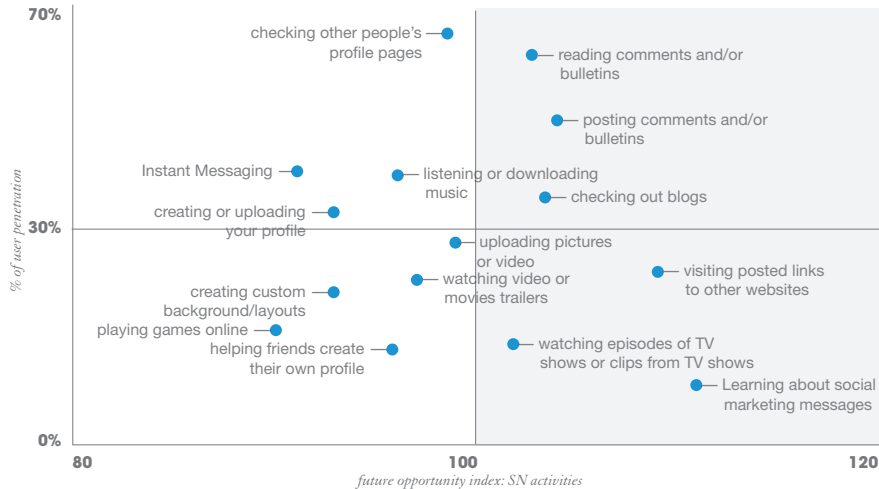 70%
checking other people's
profile pages
reading comments and/or
bulletins
posting comments and/or
bulletins
Instant Messaging
listening or downloading
music
checking out blogs
creating or uploading
your profile
30%
% of user penetration
uploading pictures
or video
visiting posted links
to other websites
watching video or
movies trailers
creating custom
background/layouts
playing games online
helping friends create
their own profile
watching episodes of TV
shows or clips from TV shows
Learning about social
marketing messages
0%
80
100
120
future opportunity index: SN activities